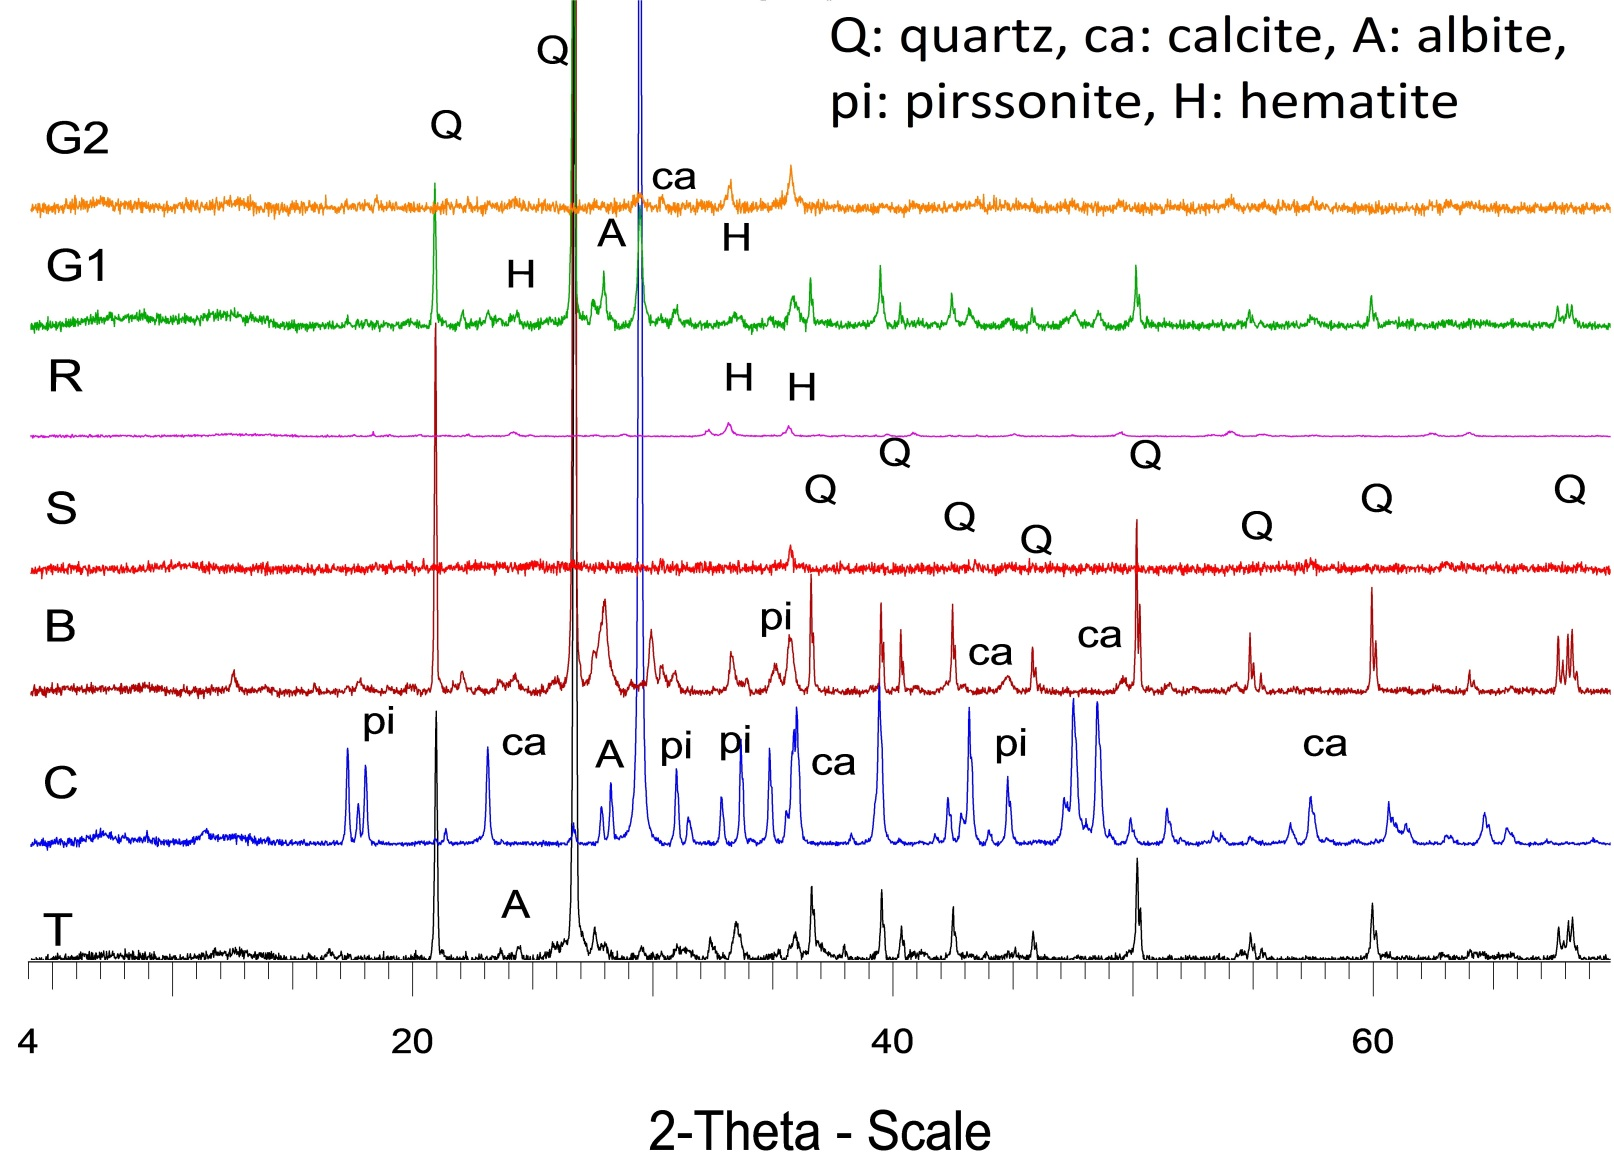 Q: quartz, ca: calcite, A: albite,
pi: pirssonite, H: hematite
Q
Q
G2
ca
A
H
G1
H
R
H
H
Q
Q
Q
S
Q
Q
Q
Q
Q
B
pi
ca
ca
pi
ca
A
pi
pi
ca
pi
ca
C
A
T
4
20
40
60
2-Theta - Scale